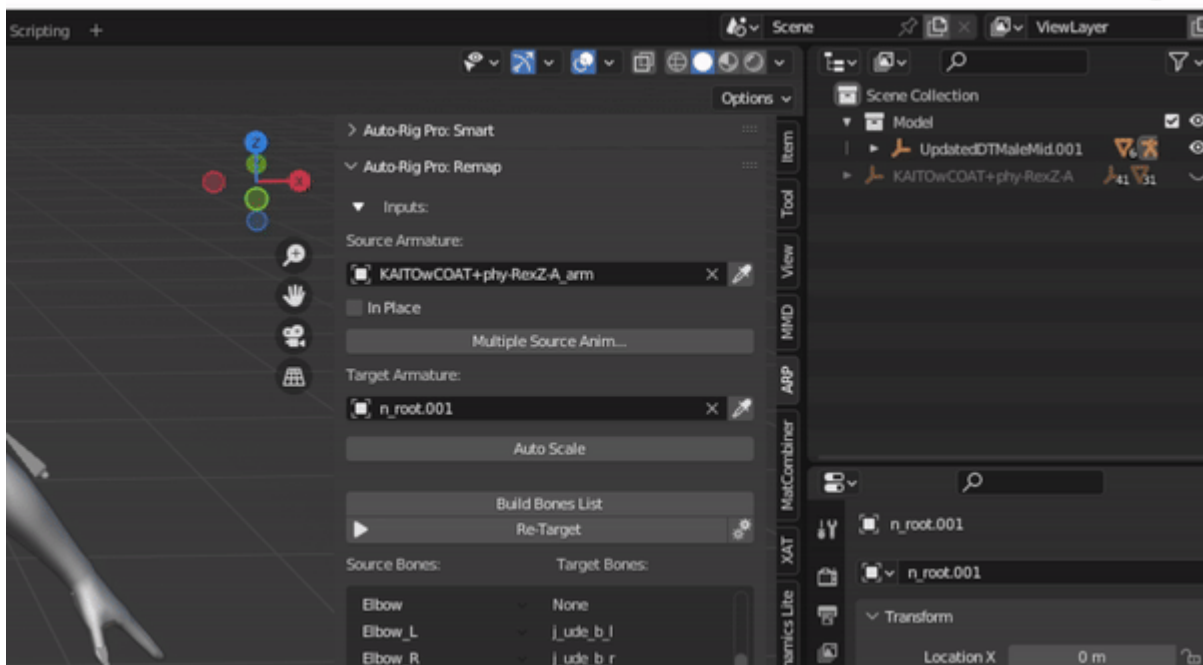 Scripting +
Scene
ViewLayer
Options
Scene Collection
Model
UpdatedDTMaleMid.001
6
KAITOwCOAT+phy-RexZ-A
41
31
Z
Y
X
Auto-Rig Pro: Smart
Auto-Rig Pro: Remap
Inputs:
Source Armature:
KAITOwCOAT+phy-RexZ-A_arm
In Place
Multiple Source Anim...
Target Armature:
n_root.001
Auto Scale
Build Bones List
Re-Target
Source Bones: Target Bones:
Elbow None
Elbow_L j_ude_b_l
Elbow_R j_ude_b_r
Item
Tool
View
MMD
ARP
MatCombiner
XAT
namics Lite
n_root.001
n_root.001
Transform
Location X 0 m